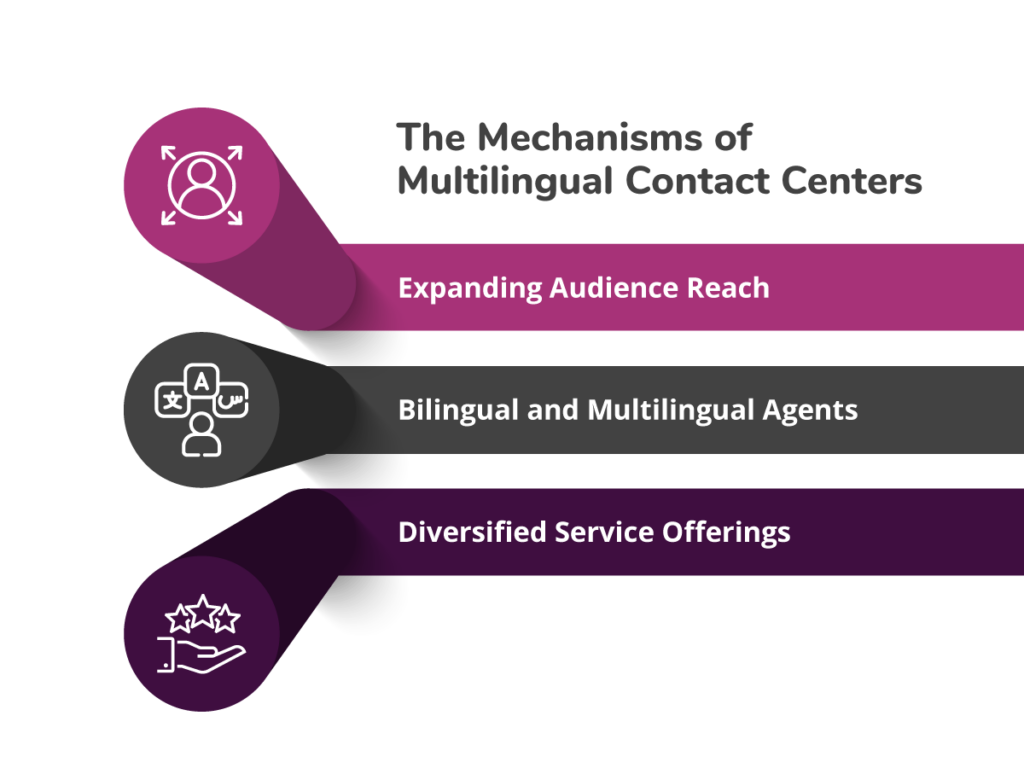 The Mechanisms of
Multilingual Contact Centers
Expanding Audience Reach
文 A س
Bilingual and Multilingual Agents
Diversified Service Offerings